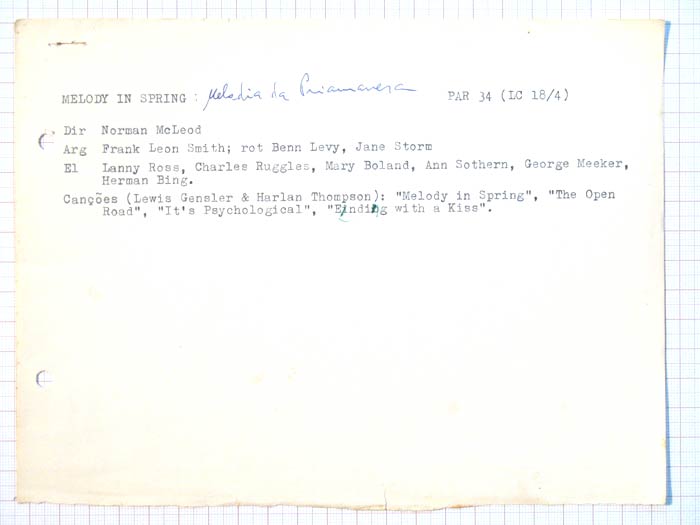 MELODY IN SPRING : Melodia da Primavera PAR 34 (LC 18/4)
Dir Norman McLeod
Arg Frank Leon Smith; rot Benn Levy, Jane Storm
El Lanny Ross, Charles Ruggles, Mary Boland, Ann Sothern, George Meeker,
Herman Bing.
Canções (Lewis Gensler & Harlan Thompson): "Melody in Spring", "The Open
Road", "It's Psychological", "Ending with a Kiss".